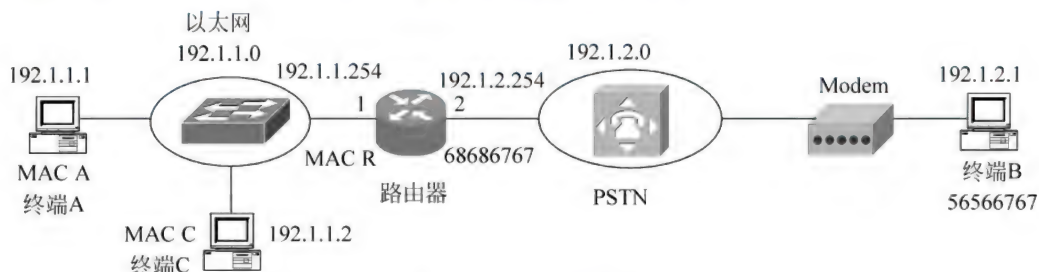 以太网
192.1.1.0
192.1.1.1
192.1.1.254
192.1.2.254
192.1.2.0
192.1.2.1
Modem
1
2
MAC A
终端A
MAC R
68686767
路由器
PSTN
终端B
56566767
MAC C
终端C
192.1.1.2